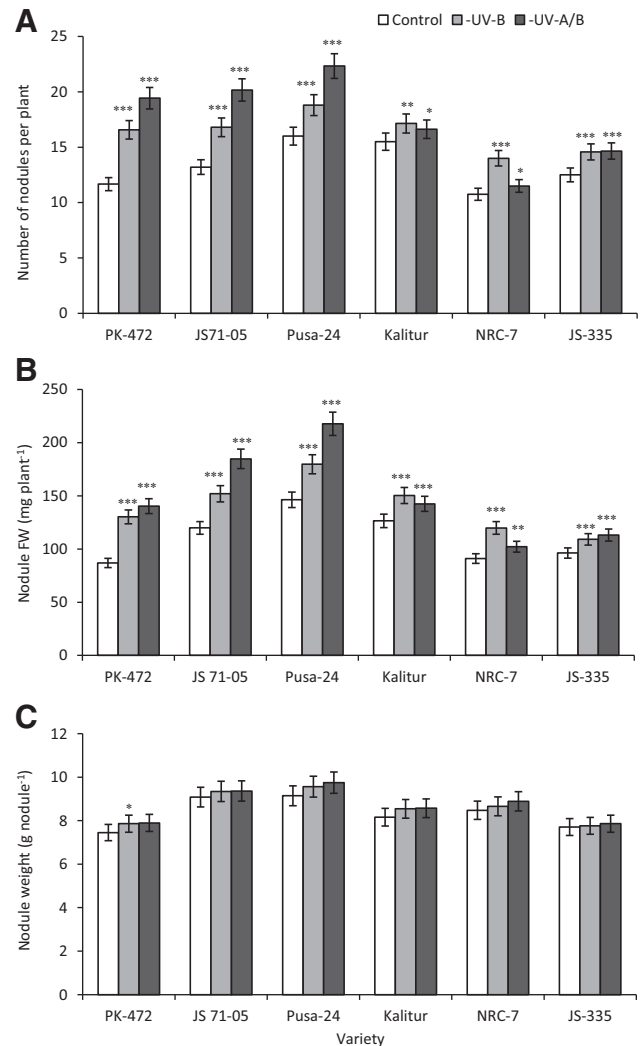 A
Control -UV-B -UV-A/B
Number of nodules per plant
25
20
15
10
5
0
*** *** *** *** *** *** ** * *** * *** ***
PK-472 JS71-05 Pusa-24 Kalitur NRC-7 JS-335
B
Nodule FW (mg plant⁻¹)
250
200
150
100
50
0
*** *** *** *** *** *** *** *** *** ** *** ***
PK-472 JS 71-05 Pusa-24 Kalitur NRC-7 JS-335
C
Nodule weight (g nodule⁻¹)
12
10
8
6
4
2
0
*
PK-472 JS 71-05 Pusa-24 Kalitur NRC-7 JS-335
Variety